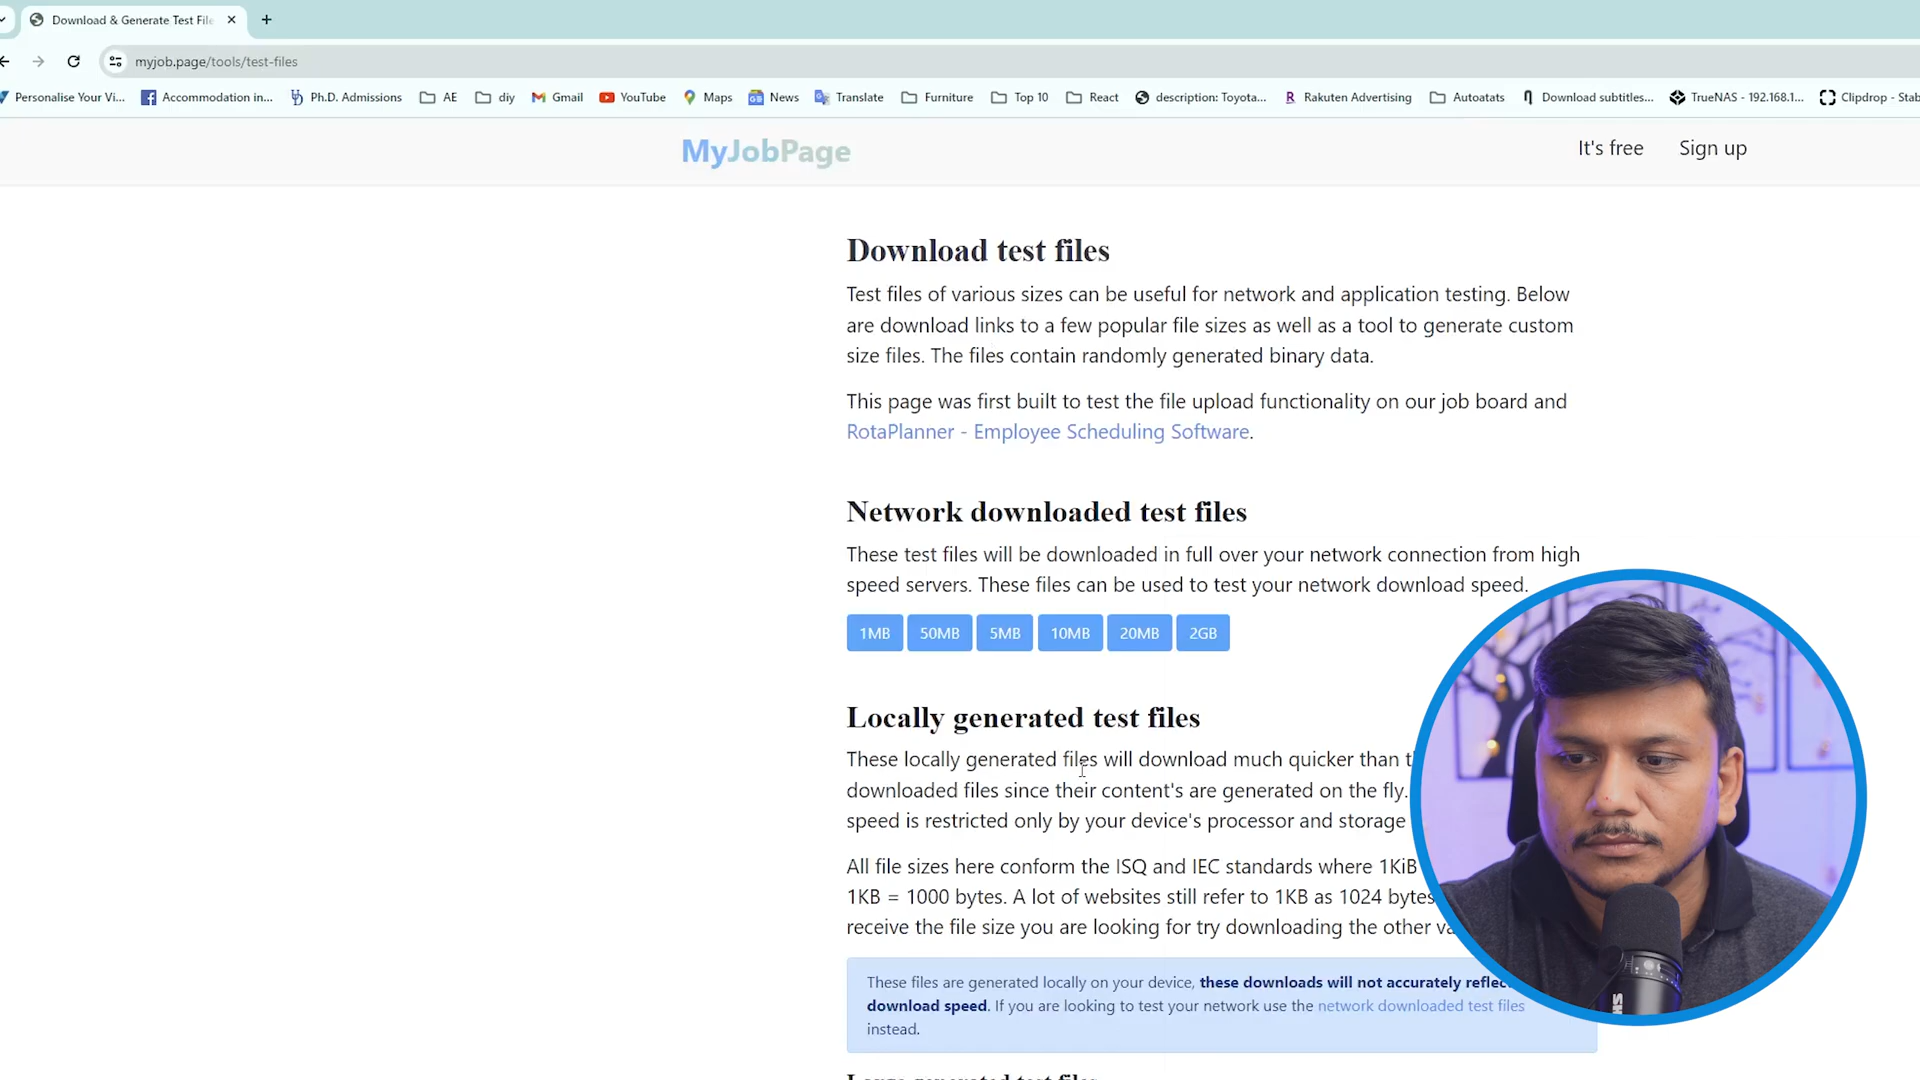 Download & Generate Test File
myjob.page/tools/test-files
Personalise Your Vi... Accommodation in... Ph.D. Admissions AE diy Gmail YouTube Maps News Translate Furniture Top 10 React description: Toyota... Rakuten Advertising Autoatats Download subtitles... TrueNAS - 192.168.1... Clipdrop - Stab
MyJobPage It's free Sign up
Download test files
Test files of various sizes can be useful for network and application testing. Below
are download links to a few popular file sizes as well as a tool to generate custom
size files. The files contain randomly generated binary data.
This page was first built to test the file upload functionality on our job board and
RotaPlanner - Employee Scheduling Software.
Network downloaded test files
These test files will be downloaded in full over your network connection from high
speed servers. These files can be used to test your network download speed.
1MB 50MB 5MB 10MB 20MB 2GB
Locally generated test files
These locally generated files will download much quicker than
downloaded files since their content's are generated on the fly.
speed is restricted only by your device's processor and storage
All file sizes here conform the ISQ and IEC standards where 1KiB
1KB = 1000 bytes. A lot of websites still refer to 1KB as 1024 bytes
receive the file size you are looking for try downloading the other
These files are generated locally on your device, these downloads will not accurately reflec
download speed. If you are looking to test your network use the network downloaded test files
instead.